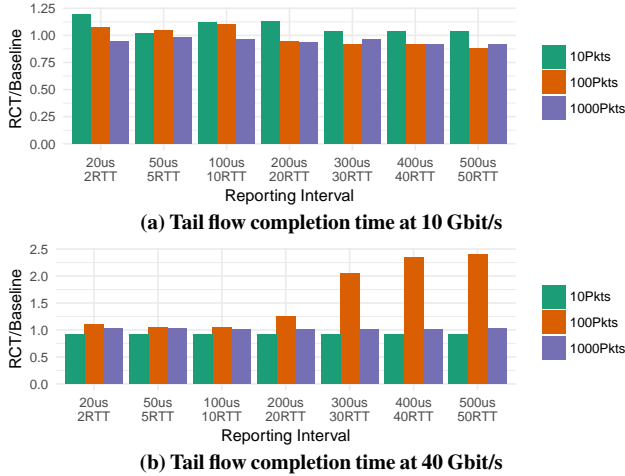 1.25
1.00
0.75
0.50
0.25
0.00
RCT/Baseline
20us 50us 100us 200us 300us 400us 500us
2RTT 5RTT 10RTT 20RTT 30RTT 40RTT 50RTT
Reporting Interval
10Pkts
100Pkts
1000Pkts
(a) Tail flow completion time at 10 Gbit/s
2.5
2.0
1.5
1.0
0.5
0.0
RCT/Baseline
20us 50us 100us 200us 300us 400us 500us
2RTT 5RTT 10RTT 20RTT 30RTT 40RTT 50RTT
Reporting Interval
10Pkts
100Pkts
1000Pkts
(b) Tail flow completion time at 40 Gbit/s